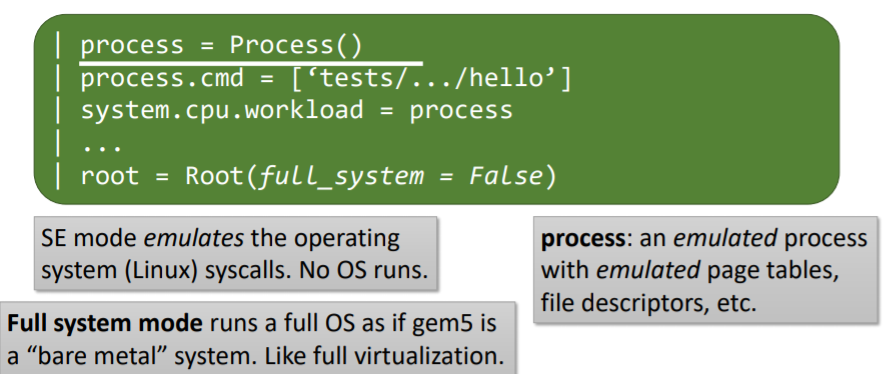 | process = Process()
| process.cmd = [‘tests/.../hello’]
| system.cpu.workload = process
| ...
| root = Root(full_system = False)
SE mode emulates the operating
system (Linux) syscalls. No OS runs.
process: an emulated process
with emulated page tables,
file descriptors, etc.
Full system mode runs a full OS as if gem5 is
a “bare metal” system. Like full virtualization.